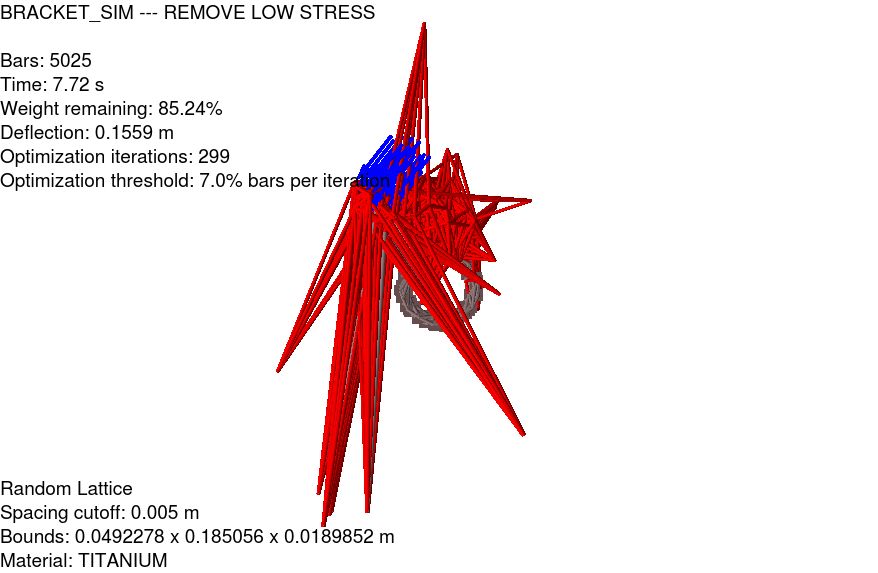 BRACKET_SIM --- REMOVE LOW STRESS
Bars: 5025
Time: 7.72 s
Weight remaining: 85.24%
Deflection: 0.1559 m
Optimization iterations: 299
Optimization threshold: 7.0% bars per iteration
Random Lattice
Spacing cutoff: 0.005 m
Bounds: 0.0492278 x 0.185056 x 0.0189852 m
Material: TITANIUM